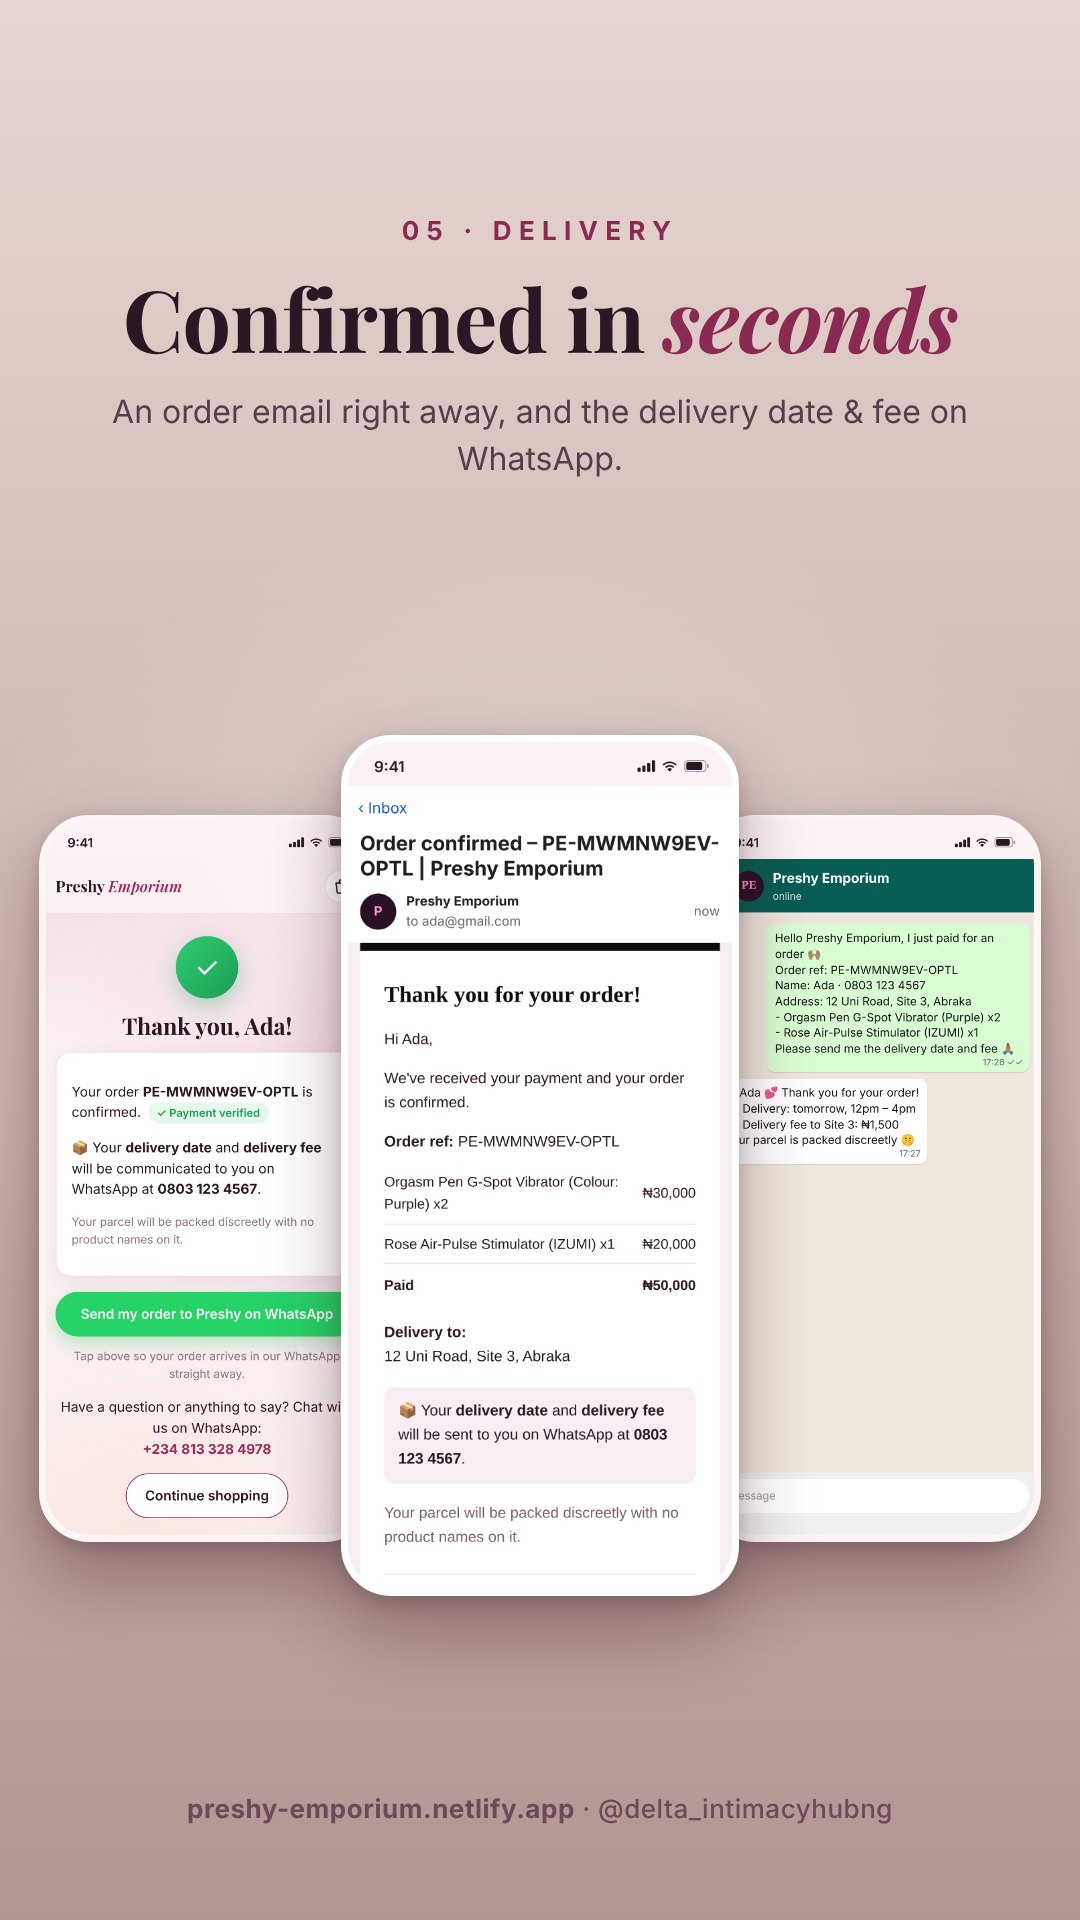 05 · DELIVERY
Confirmed in seconds
An order email right away, and the delivery date & fee on
WhatsApp.
9:41
Preshy Emporium
Thank you, Ada!
Your order PE-MWMNW9EV-OPTL is
confirmed. ✓ Payment verified
📦 Your delivery date and delivery fee
will be communicated to you on
WhatsApp at 0803 123 4567.
Your parcel will be packed discreetly with no
product names on it.
Send my order to Preshy on WhatsApp
Tap above so your order arrives in our WhatsApp
straight away.
Have a question or anything to say? Chat wi
us on WhatsApp:
+234 813 328 4978
Continue shopping
9:41
‹ Inbox
Order confirmed – PE-MWMNW9EV-
OPTL | Preshy Emporium
P
Preshy Emporium
to ada@gmail.com
now
Thank you for your order!
Hi Ada,
We've received your payment and your order
is confirmed.
Order ref: PE-MWMNW9EV-OPTL
Orgasm Pen G-Spot Vibrator (Colour:
Purple) x2
₦30,000
Rose Air-Pulse Stimulator (IZUMI) x1
₦20,000
Paid
₦50,000
Delivery to:
12 Uni Road, Site 3, Abraka
📦 Your delivery date and delivery fee
will be sent to you on WhatsApp at 0803
123 4567.
Your parcel will be packed discreetly with no
product names on it.
9:41
PE
Preshy Emporium
online
Hello Preshy Emporium, I just paid for an
order 🙌🏽
Order ref: PE-MWMNW9EV-OPTL
Name: Ada · 0803 123 4567
Address: 12 Uni Road, Site 3, Abraka
- Orgasm Pen G-Spot Vibrator (Purple) x2
- Rose Air-Pulse Stimulator (IZUMI) x1
Please send me the delivery date and fee 🙏🏽
17:26 ✓✓
Ada 💕 Thank you for your order!
Delivery: tomorrow, 12pm – 4pm
Delivery fee to Site 3: ₦1,500
ur parcel is packed discreetly 🤫
17:27
essage
preshy-emporium.netlify.app · @delta_intimacyhubng